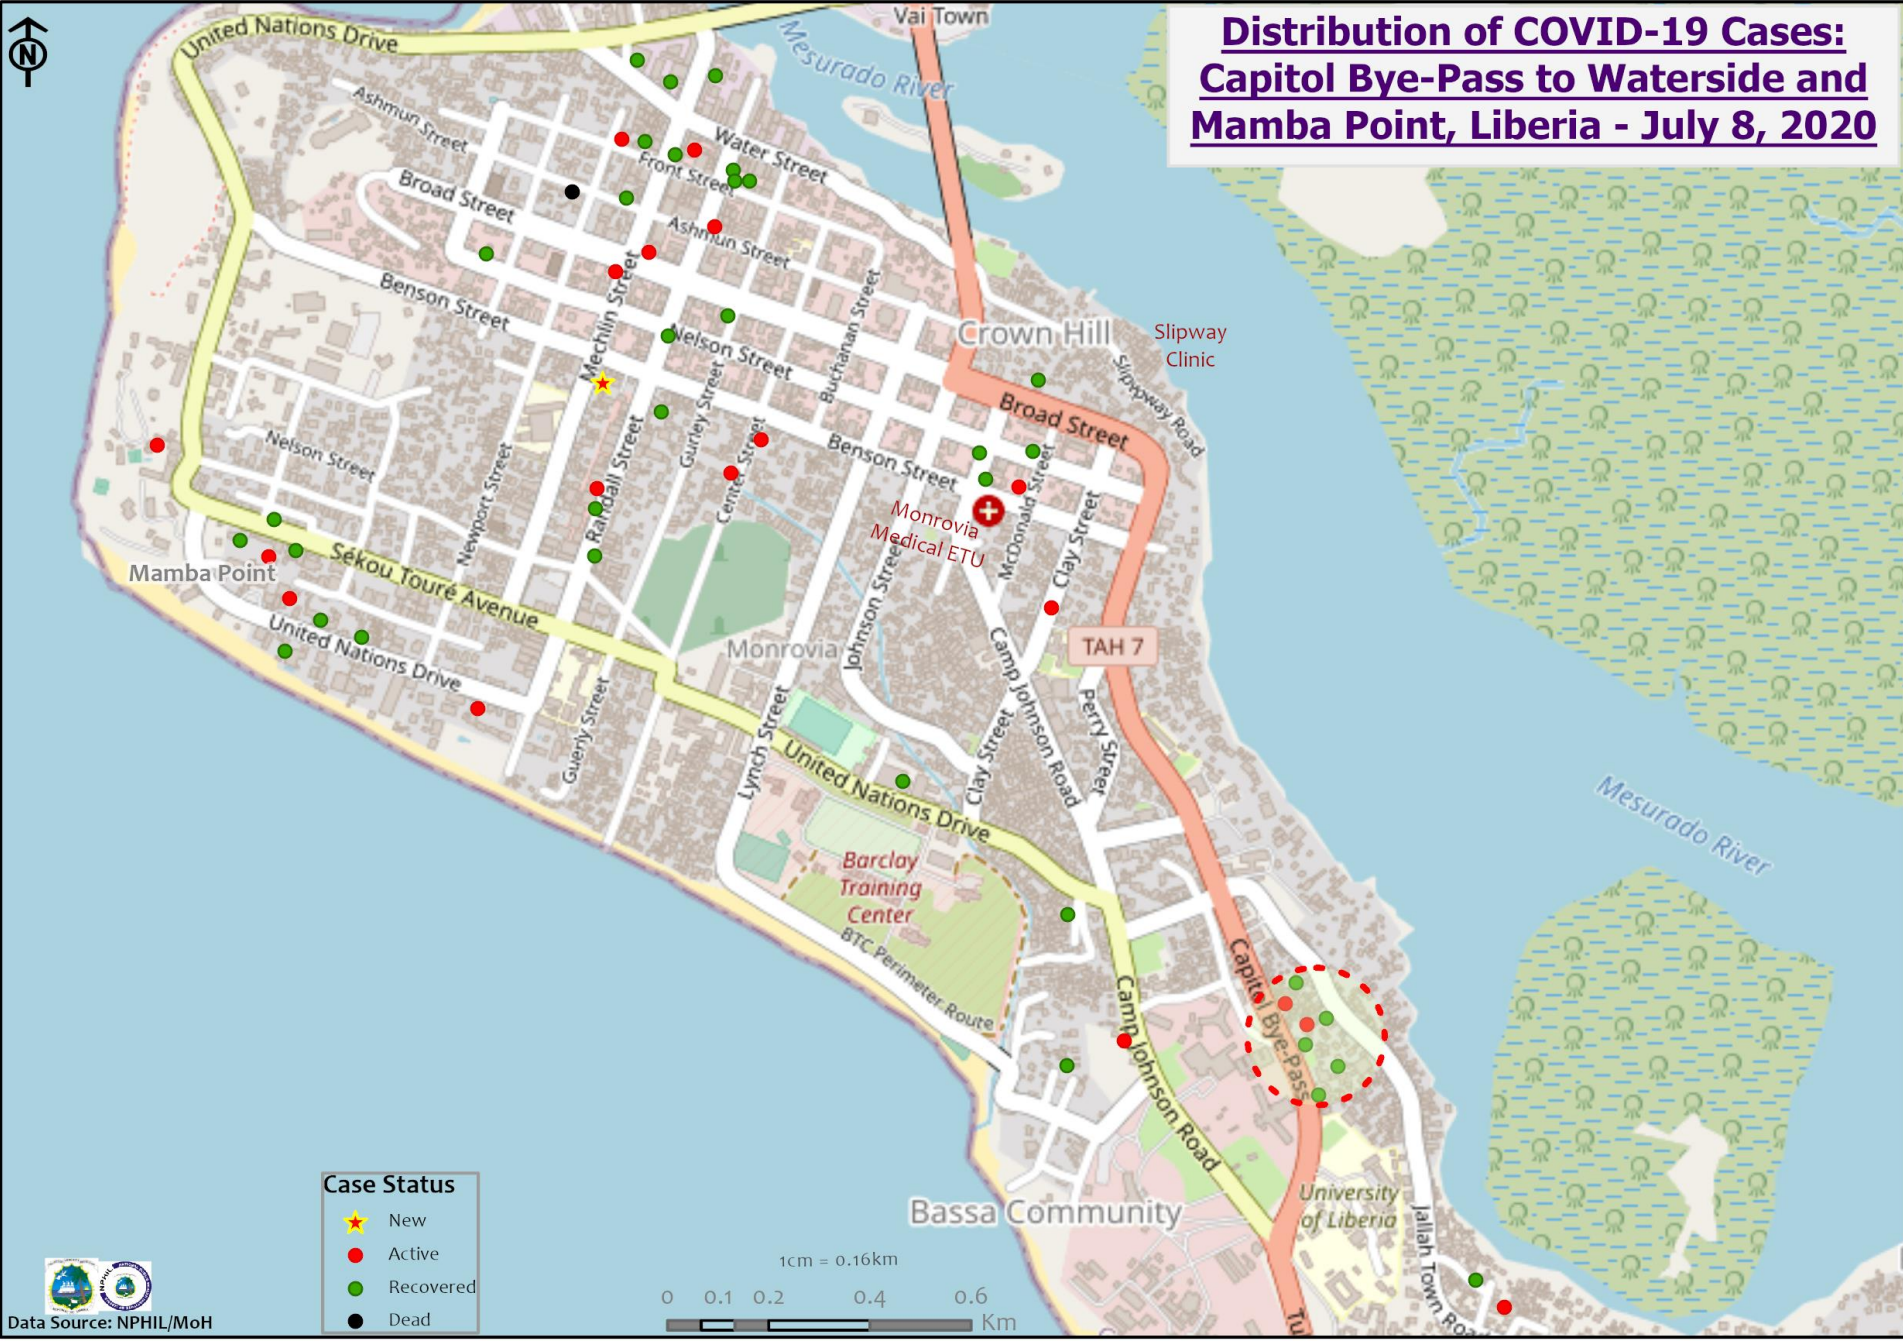 Distribution of COVID-19 Cases:
Capitol Bye-Pass to Waterside and
Mamba Point, Liberia - July 8, 2020
N
Vai Town
United Nations Drive
Mesurado River
Ashmun Street
Water Street
Front Street
Broad Street
Ashmun Street
Mechlin Street
Benson Street
Buchanan Street
Nelson Street
Crown Hill
Slipway
Clinic
Slipway Road
Broad Street
Gurley Street
Randall Street
Center Street
Benson Street
Nelson Street
Newport Street
McDonald Street
Clay Street
Monrovia
Medical ETU
Johnson Street
Sékou Touré Avenue
Mamba Point
United Nations Drive
Monrovia
TAH 7
Camp Johnson Road
Perry Street
Guerly Street
Lynch Street
Clay Street
United Nations Drive
Mesurado River
Barclay
Training
Center
BTC Perimeter Route
Capitol Bye-Pass
Camp Johnson Road
University
of Liberia
Bassa Community
Jallah Town Road
Tu
Case Status
New
Active
Recovered
Dead
1cm = 0.16km
0 0.1 0.2 0.4 0.6
Km
Data Source: NPHIL/MoH